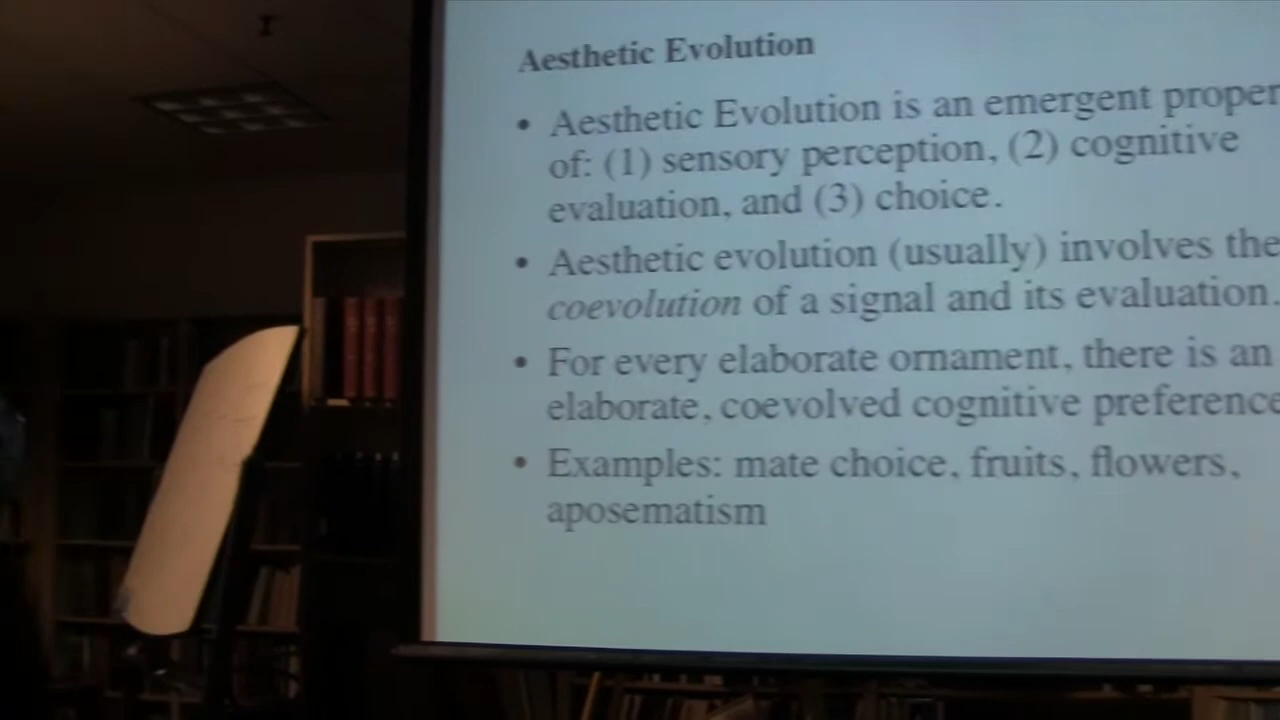 Aesthetic Evolution
• Aesthetic Evolution is an emergent proper
of: (1) sensory perception, (2) cognitive
evaluation, and (3) choice.
• Aesthetic evolution (usually) involves the
coevolution of a signal and its evaluation.
• For every elaborate ornament, there is an
elaborate, coevolved cognitive preference
• Examples: mate choice, fruits, flowers,
aposematism